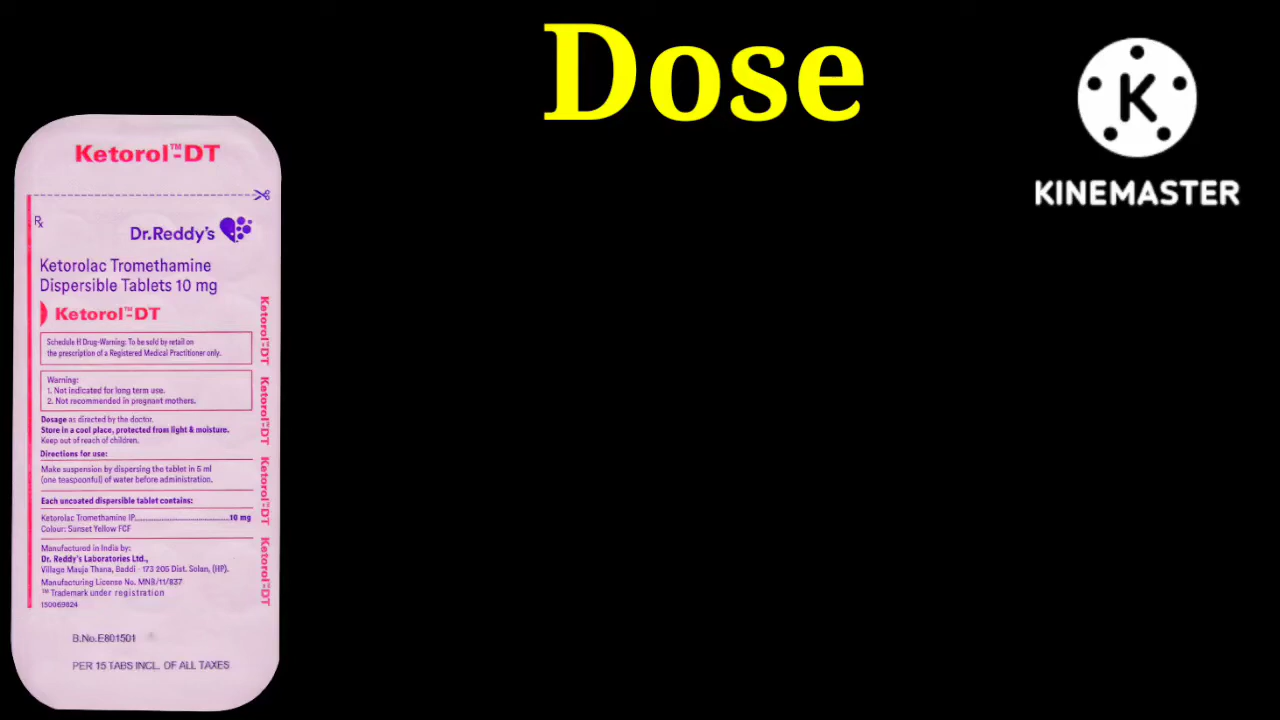 Dose
K
KINEMASTER
Ketorol™-DT
Rx
Dr.Reddy's
Ketorolac Tromethamine
Dispersible Tablets 10 mg
Ketorol™-DT
Schedule H Drug-Warning: To be sold by retail on
the prescription of a Registered Medical Practitioner only.
Warning:
1. Not indicated for long term use.
2. Not recommended in pregnant mothers.
Dosage as directed by the doctor.
Store in a cool place, protected from light & moisture.
Keep out of reach of children.
Directions for use:
Make suspension by dispersing the tablet in 5 ml
(one teaspoonful) of water before administration.
Each uncoated dispersible tablet contains:
Ketorolac Tromethamine IP........................................10 mg
Colour: Sunset Yellow FCF
Manufactured in India by:
Dr. Reddy's Laboratories Ltd.,
Village Mauja Thana, Baddi - 173 205 Dist. Solan, (HP).
Manufacturing License No. MNB/11/837
™ Trademark under registration
150069824
B.No.E801501
PER 15 TABS INCL. OF ALL TAXES
Ketorol™-DT
Ketorol™-DT
Ketorol™-DT
Ketorol™-DT